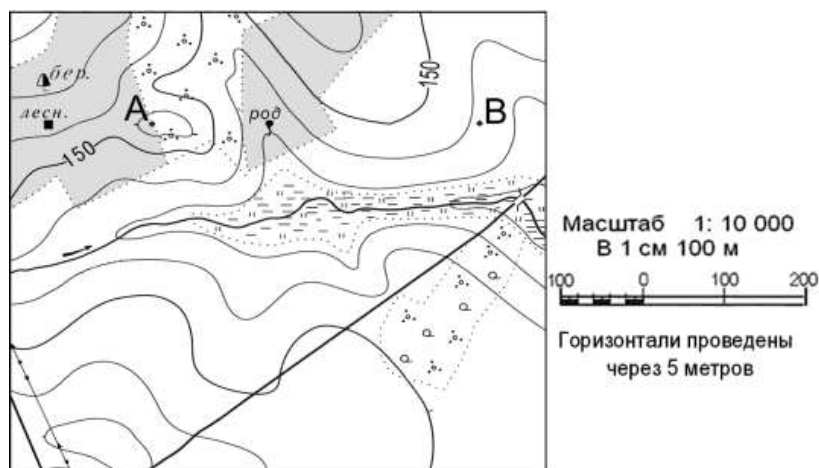 150
бер.
А
В
лесн.
род
150
Масштаб 1: 10 000
В 1 см 100 м
100 0 100 200
Горизонтали проведены
через 5 метров